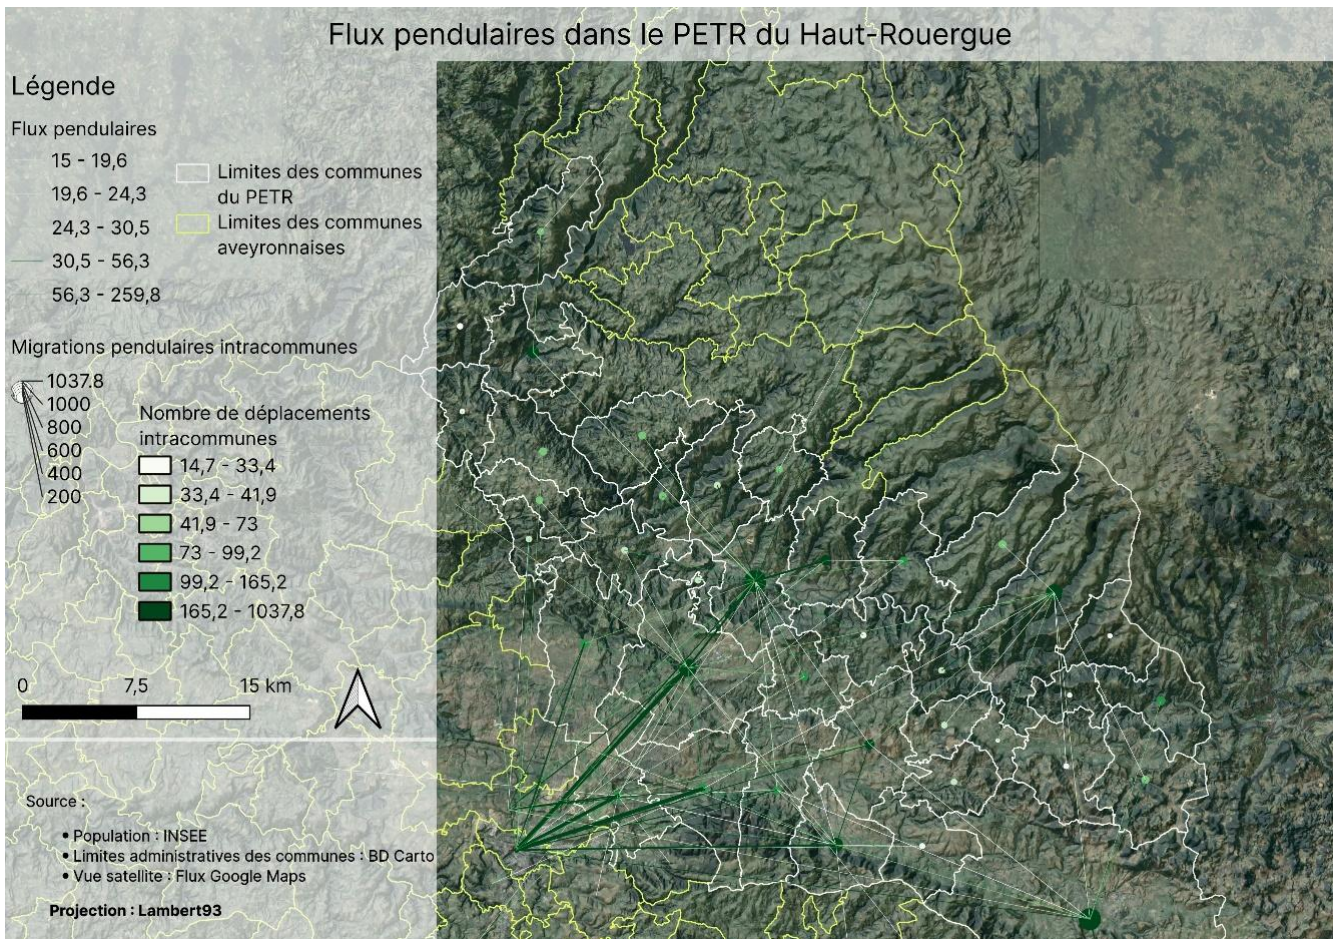 Flux pendulaires dans le PETR du Haut-Rouergue
Légende
Flux pendulaires
15 - 19,6
19,6 - 24,3
24,3 - 30,5
30,5 - 56,3
56,3 - 259,8
Limites des communes
du PETR
Limites des communes
aveyronnaises
Migrations pendulaires intracommunes
1037.8
1000
800
600
400
200
Nombre de déplacements
intracommunes
14,7 - 33,4
33,4 - 41,9
41,9 - 73
73 - 99,2
99,2 - 165,2
165,2 - 1037,8
0 7,5 15 km
Source :
• Population : INSEE
• Limites administratives des communes : BD Carto
• Vue satellite : Flux Google Maps
Projection : Lambert93